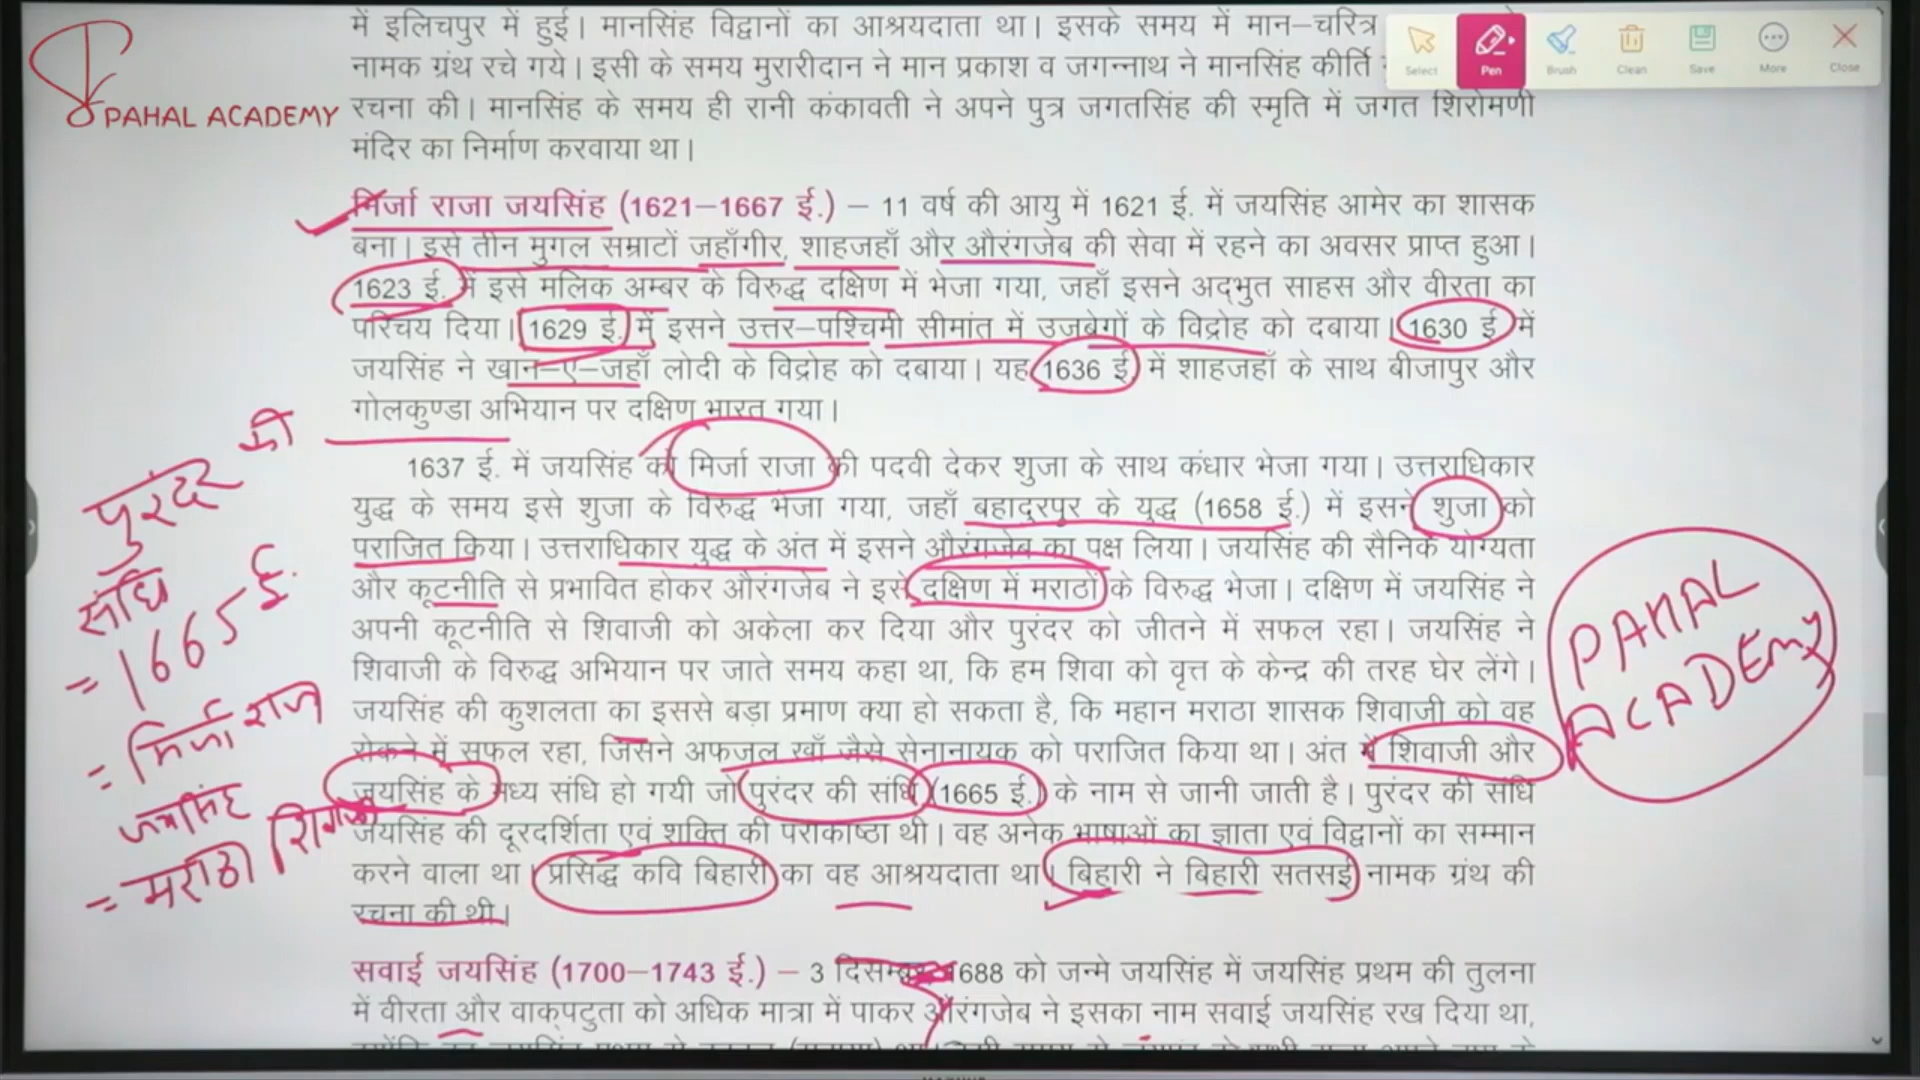 में इलिचपुर में हुई। मानसिंह विद्वानों का आश्रयदाता था। इसके समय में मान–चरित्र
नामक ग्रंथ रचे गये। इसी के समय मुरारीदान ने मान प्रकाश व जगन्नाथ ने मानसिंह कीर्ति
रचना की। मानसिंह के समय ही रानी कंकावती ने अपने पुत्र जगतसिंह की स्मृति में जगत शिरोमणी
मंदिर का निर्माण करवाया था।
PAHAL ACADEMY
Select Pen Brush Clean Save More Close
मिर्जा राजा जयसिंह (1621–1667 ई.) – 11 वर्ष की आयु में 1621 ई. में जयसिंह आमेर का शासक
बना। इसे तीन मुगल सम्राटों जहाँगीर, शाहजहाँ और औरंगजेब की सेवा में रहने का अवसर प्राप्त हुआ।
1623 ई. में इसे मलिक अम्बर के विरुद्ध दक्षिण में भेजा गया, जहाँ इसने अद्भुत साहस और वीरता का
परिचय दिया। 1629 ई. में इसने उत्तर–पश्चिमी सीमांत में उजबेगों के विद्रोह को दबाया। 1630 ई में
जयसिंह ने खान–ए–जहाँ लोदी के विद्रोह को दबाया। यह 1636 ई. में शाहजहाँ के साथ बीजापुर और
गोलकुण्डा अभियान पर दक्षिण भारत गया।
1637 ई. में जयसिंह को मिर्जा राजा की पदवी देकर शुजा के साथ कंधार भेजा गया। उत्तराधिकार
युद्ध के समय इसे शुजा के विरुद्ध भेजा गया, जहाँ बहादुरपुर के युद्ध (1658 ई.) में इसने शुजा को
पराजित किया। उत्तराधिकार युद्ध के अंत में इसने औरंगजेब का पक्ष लिया। जयसिंह की सैनिक योग्यता
और कूटनीति से प्रभावित होकर औरंगजेब ने इसे दक्षिण में मराठों के विरुद्ध भेजा। दक्षिण में जयसिंह ने
अपनी कूटनीति से शिवाजी को अकेला कर दिया और पुरंदर को जीतने में सफल रहा। जयसिंह ने
शिवाजी के विरुद्ध अभियान पर जाते समय कहा था, कि हम शिवा को वृत्त के केन्द्र की तरह घेर लेंगे।
जयसिंह की कुशलता का इससे बड़ा प्रमाण क्या हो सकता है, कि महान मराठा शासक शिवाजी को वह
रोकने में सफल रहा, जिसने अफजल खाँ जैसे सेनानायक को पराजित किया था। अंत में शिवाजी और
जयसिंह के मध्य संधि हो गयी जो पुरंदर की संधि (1665 ई.) के नाम से जानी जाती है। पुरंदर की संधि
जयसिंह की दूरदर्शिता एवं शक्ति की पराकाष्ठा थी। वह अनेक भाषाओं का ज्ञाता एवं विद्वानों का सम्मान
करने वाला था। प्रसिद्ध कवि बिहारी का वह आश्रयदाता था। बिहारी ने बिहारी सतसई नामक ग्रंथ की
रचना की थी।
पुरंदर की
संधि
= 1665 ई.
= मिर्जा राजा
जयसिंह
= मराठा
PAHAL
ACADEMY
सवाई जयसिंह (1700–1743 ई.) – 3 दिसम्बर 1688 को जन्मे जयसिंह में जयसिंह प्रथम की तुलना
में वीरता और वाक्पटुता को अधिक मात्रा में पाकर औरंगजेब ने इसका नाम सवाई जयसिंह रख दिया था,